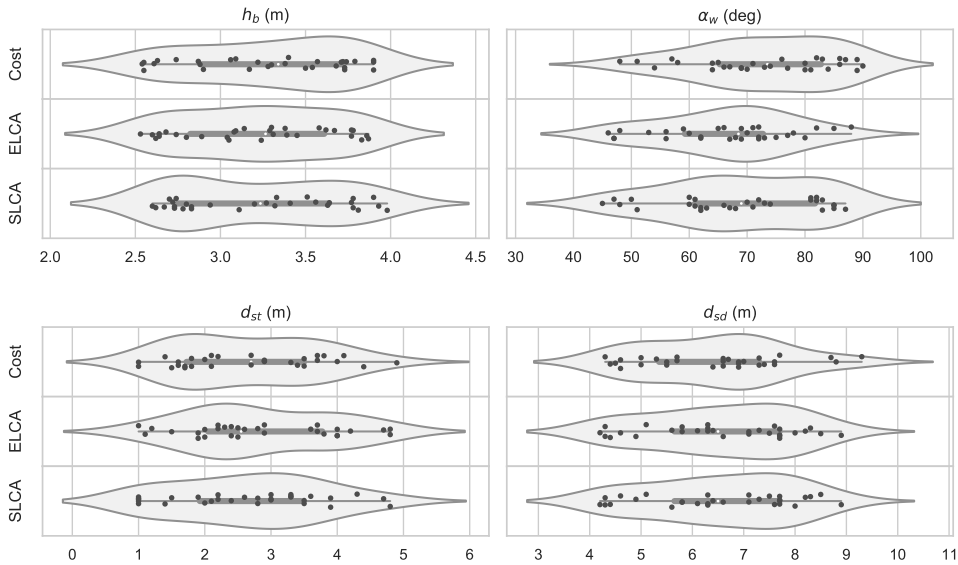 h_b (m)
α_w (deg)
Cost
ELCA
SLCA
2.0 2.5 3.0 3.5 4.0 4.5
30 40 50 60 70 80 90 100
d_st (m)
d_sd (m)
Cost
ELCA
SLCA
0 1 2 3 4 5 6
3 4 5 6 7 8 9 10 11